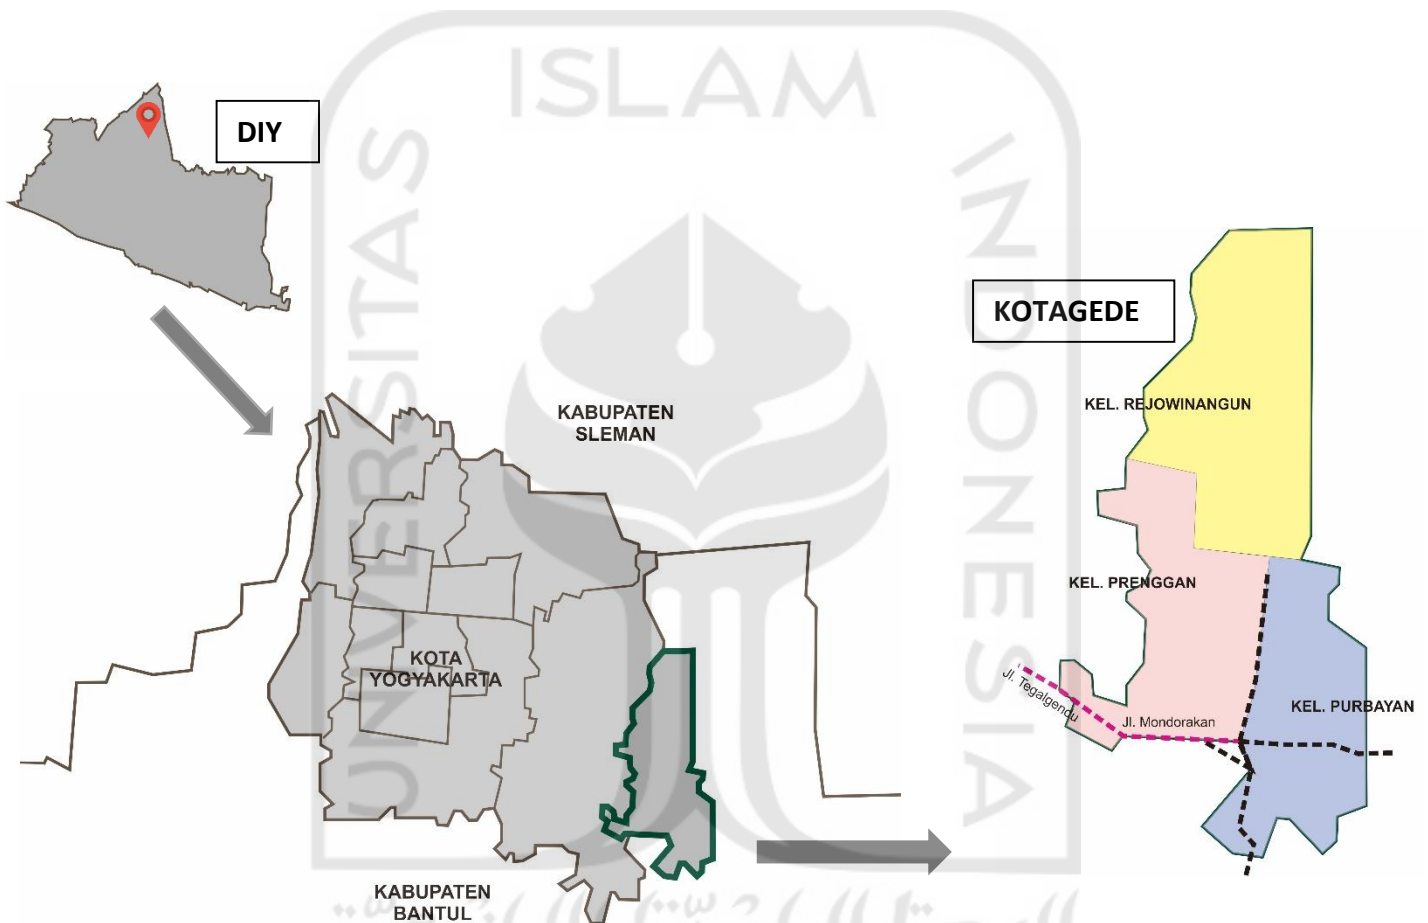 ISLAM
UNIVERSITAS
INDONESIA
DIY
KABUPATEN
SLEMAN
KOTA
YOGYAKARTA
KABUPATEN
BANTUL
KOTAGEDE
KEL. REJOWINANGUN
KEL. PRENGGAN
Jl. Tegalgendu
Jl. Mondorakan
KEL. PURBAYAN